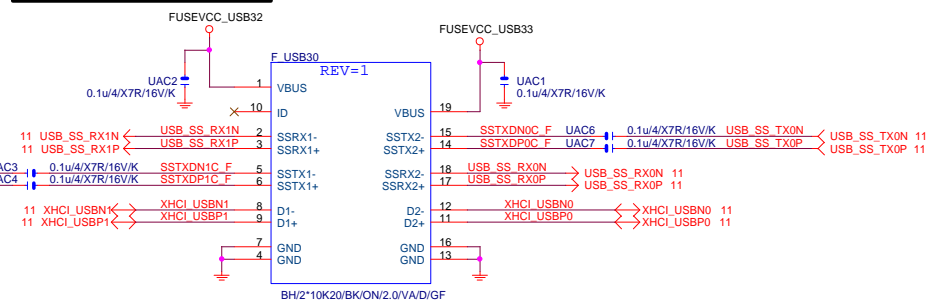 FUSEVCC_USB32
FUSEVCC_USB33
F_USB30
REV=1
UAC2
0.1u/4/X7R/16V/K
UAC1
0.1u/4/X7R/16V/K
1 VBUS
10 ID
VBUS 19
11 USB_SS_RX1N USB_SS_RX1N 2 SSRX1-
11 USB_SS_RX1P USB_SS_RX1P 3 SSRX1+
SSTX2- 15 SSTXDN0C_F UAC6 0.1u/4/X7R/16V/K USB_SS_TX0N USB_SS_TX0N 11
SSTX2+ 14 SSTXDP0C_F UAC7 0.1u/4/X7R/16V/K USB_SS_TX0P USB_SS_TX0P 11
AC3 0.1u/4/X7R/16V/K SSTXDN1C_F 5 SSTX1-
AC4 0.1u/4/X7R/16V/K SSTXDP1C_F 6 SSTX1+
SSRX2- 18 USB_SS_RX0N USB_SS_RX0N 11
SSRX2+ 17 USB_SS_RX0P USB_SS_RX0P 11
11 XHCI_USBN1 XHCI_USBN1 8 D1-
11 XHCI_USBP1 XHCI_USBP1 9 D1+
D2- 12 XHCI_USBN0 XHCI_USBN0 11
D2+ 11 XHCI_USBP0 XHCI_USBP0 11
7 GND
4 GND
GND 16
GND 13
BH/2*10K20/BK/ON/2.0/VA/D/GF